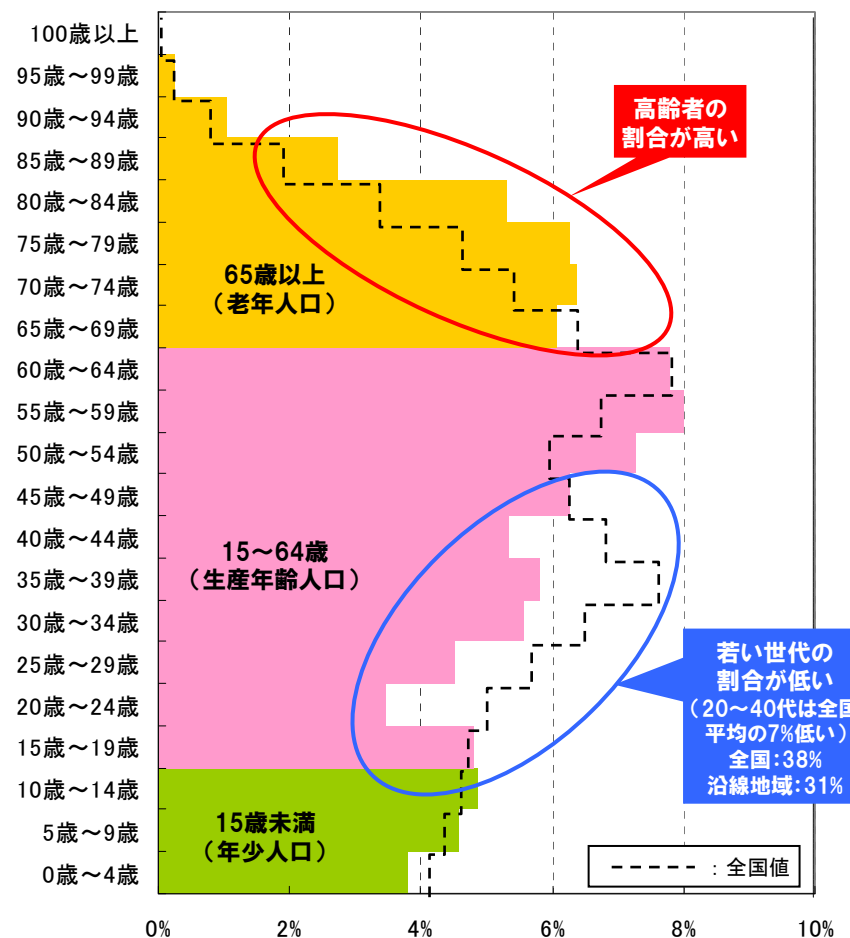 100歳以上
95歳～99歳
90歳～94歳
85歳～89歳
80歳～84歳
75歳～79歳
70歳～74歳
65歳～69歳
60歳～64歳
55歳～59歳
50歳～54歳
45歳～49歳
40歳～44歳
35歳～39歳
30歳～34歳
25歳～29歳
20歳～24歳
15歳～19歳
10歳～14歳
5歳～9歳
0歳～4歳
高齢者の
割合が高い
65歳以上
（老年人口）
15～64歳
（生産年齢人口）
若い世代の
割合が低い
（20～40代は全国
平均の7%低い）
全国：38%
沿線地域：31%
15歳未満
（年少人口）
：全国値
0%
2%
4%
6%
8%
10%